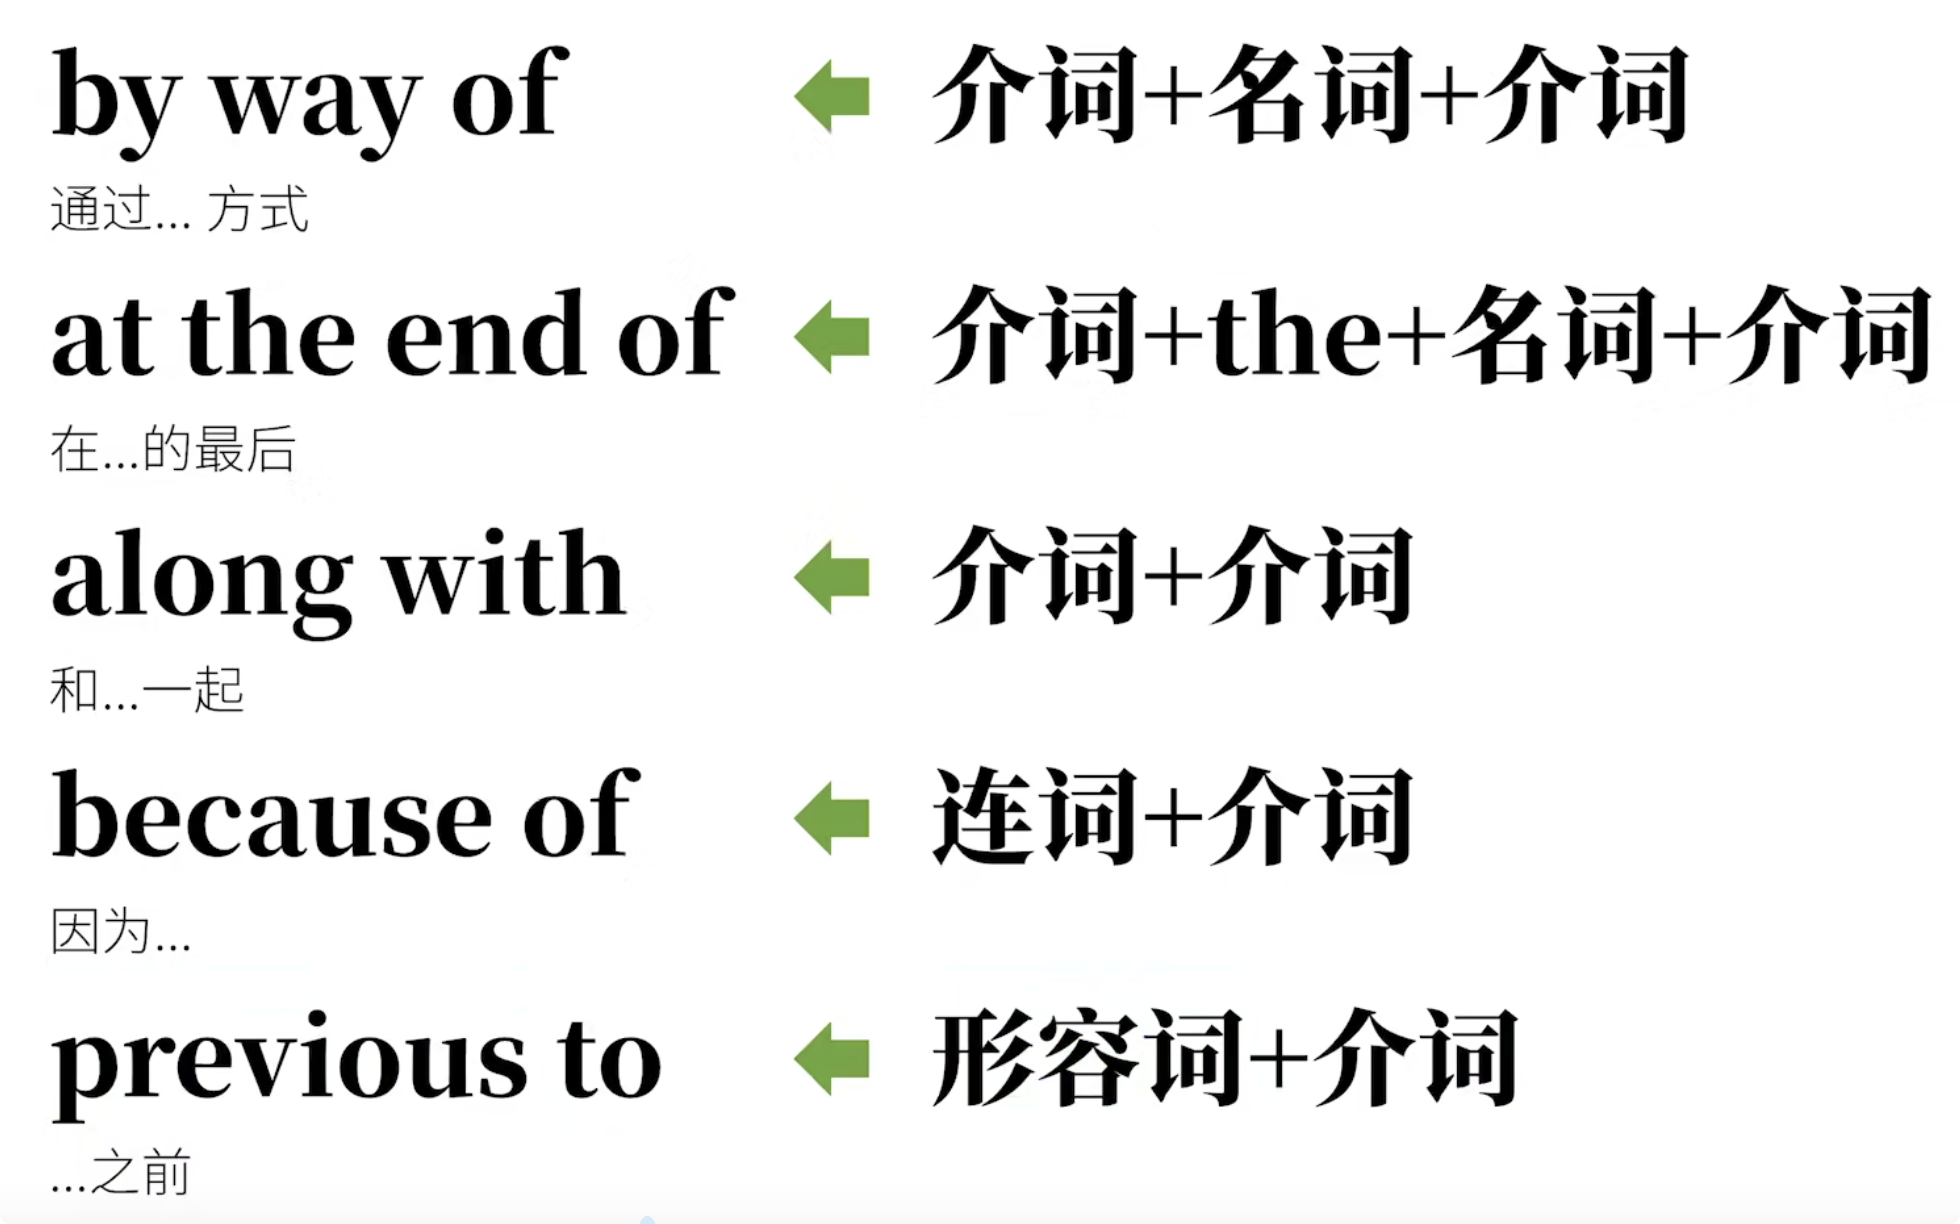 by way of 介词+名词+介词
通过... 方式
at the end of 介词+the+名词+介词
在...的最后
along with 介词+介词
和...一起
because of 连词+介词
因为...
previous to 形容词+介词
...之前